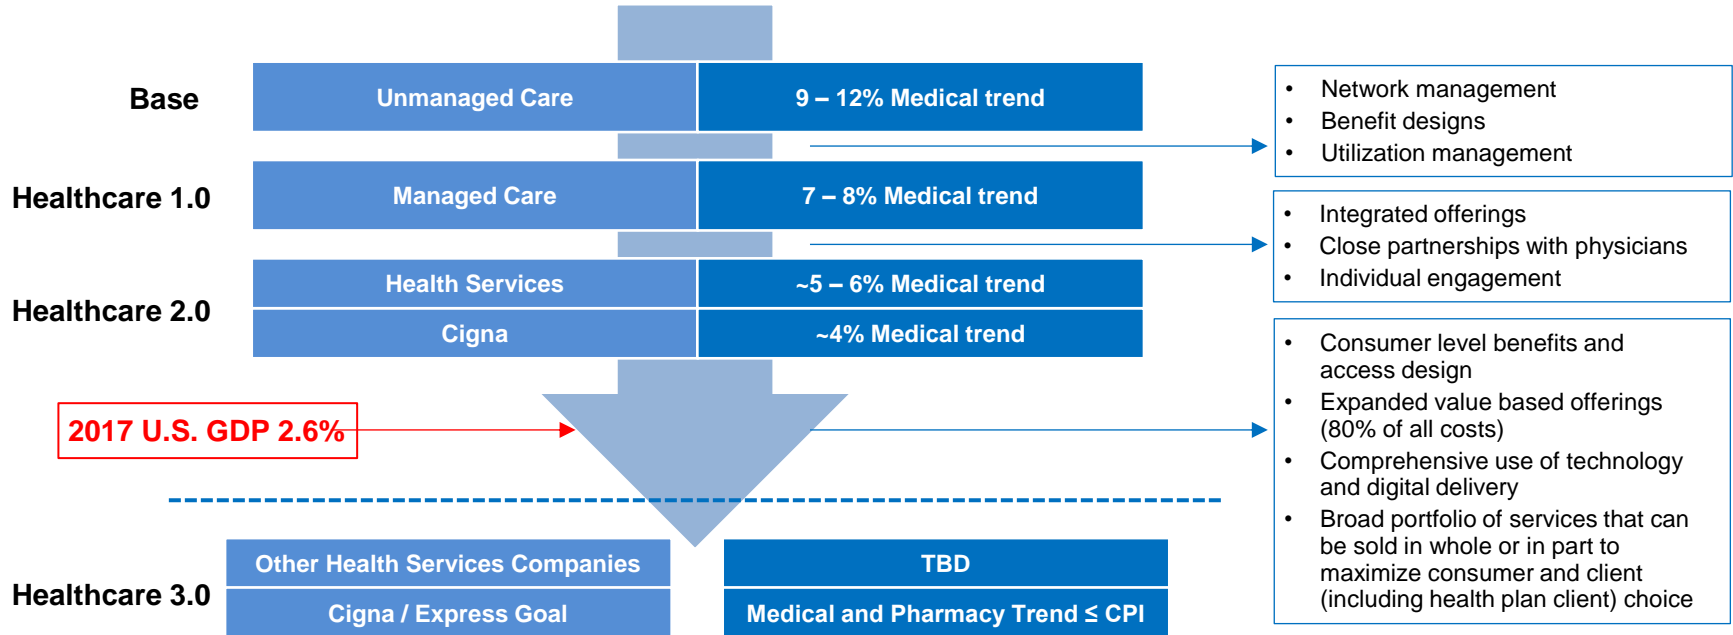 Base
Unmanaged Care
9 – 12% Medical trend
• Network management
• Benefit designs
• Utilization management
Healthcare 1.0
Managed Care
7 – 8% Medical trend
• Integrated offerings
• Close partnerships with physicians
• Individual engagement
Healthcare 2.0
Health Services
~5 – 6% Medical trend
Cigna
~4% Medical trend
• Consumer level benefits and
access design
• Expanded value based offerings
(80% of all costs)
• Comprehensive use of technology
and digital delivery
• Broad portfolio of services that can
be sold in whole or in part to
maximize consumer and client
(including health plan client) choice
2017 U.S. GDP 2.6%
Healthcare 3.0
Other Health Services Companies
TBD
Cigna / Express Goal
Medical and Pharmacy Trend ≤ CPI